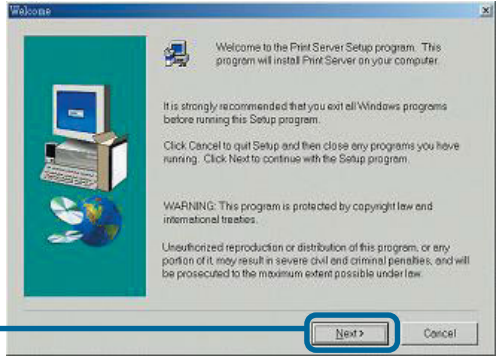 Welcome
Welcome to the Print Server Setup program. This
program will install Print Server on your computer.
It is strongly recommended that you exit all Windows programs
before running this Setup program.
Click Cancel to quit Setup and then close any programs you have
running. Click Next to continue with the Setup program.
WARNING: This program is protected by copyright law and
international treaties.
Unauthorized reproduction or distribution of this program, or any
portion of it, may result in severe civil and criminal penalties, and will
be prosecuted to the maximum extent possible under law.
Next >
Cancel